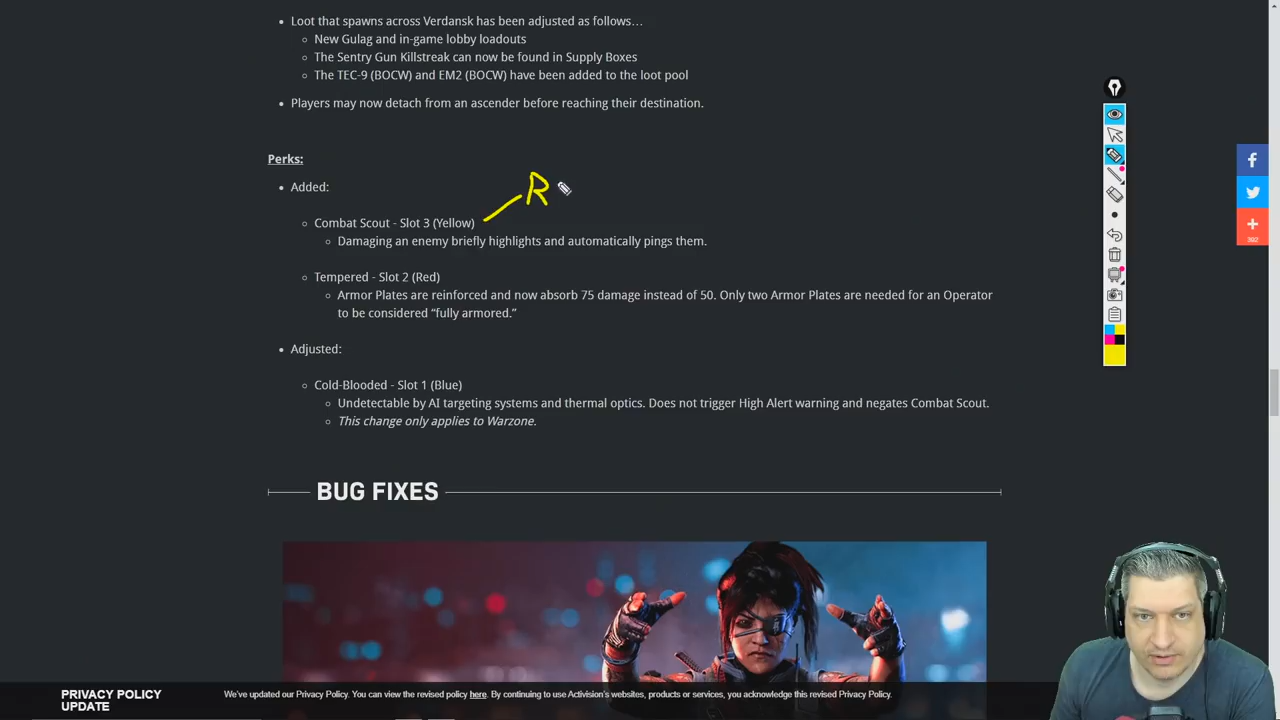 Loot that spawns across Verdansk has been adjusted as follows…
New Gulag and in-game lobby loadouts
The Sentry Gun Killstreak can now be found in Supply Boxes
The TEC-9 (BOCW) and EM2 (BOCW) have been added to the loot pool
Players may now detach from an ascender before reaching their destination.
Perks:
Added:
R
Combat Scout - Slot 3 (Yellow)
Damaging an enemy briefly highlights and automatically pings them.
Tempered - Slot 2 (Red)
Armor Plates are reinforced and now absorb 75 damage instead of 50. Only two Armor Plates are needed for an Operator
to be considered “fully armored.”
Adjusted:
Cold-Blooded - Slot 1 (Blue)
Undetectable by AI targeting systems and thermal optics. Does not trigger High Alert warning and negates Combat Scout.
This change only applies to Warzone.
BUG FIXES
PRIVACY POLICY
UPDATE
We've updated our Privacy Policy. You can view the revised policy here. By continuing to use Activision's websites, products or services, you acknowledge this revised Privacy Policy.
392